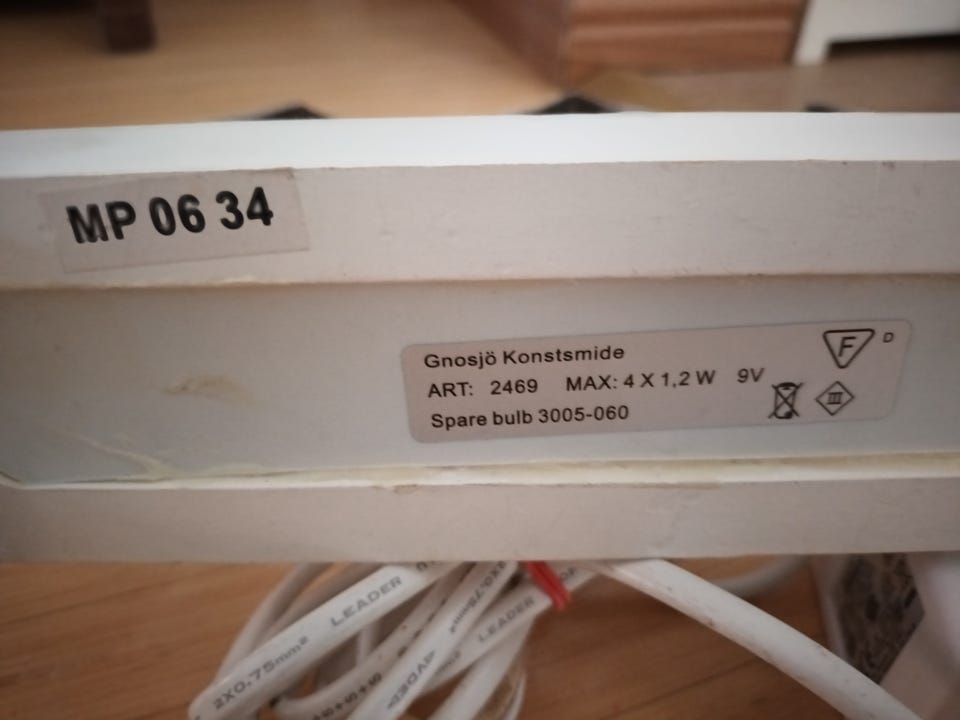 MP 06 34
Gnosjö Konstsmide
ART: 2469 MAX: 4 X 1,2 W 9V
Spare bulb 3005-060
F D
III
2X0.75mm² LEADER
LEADER